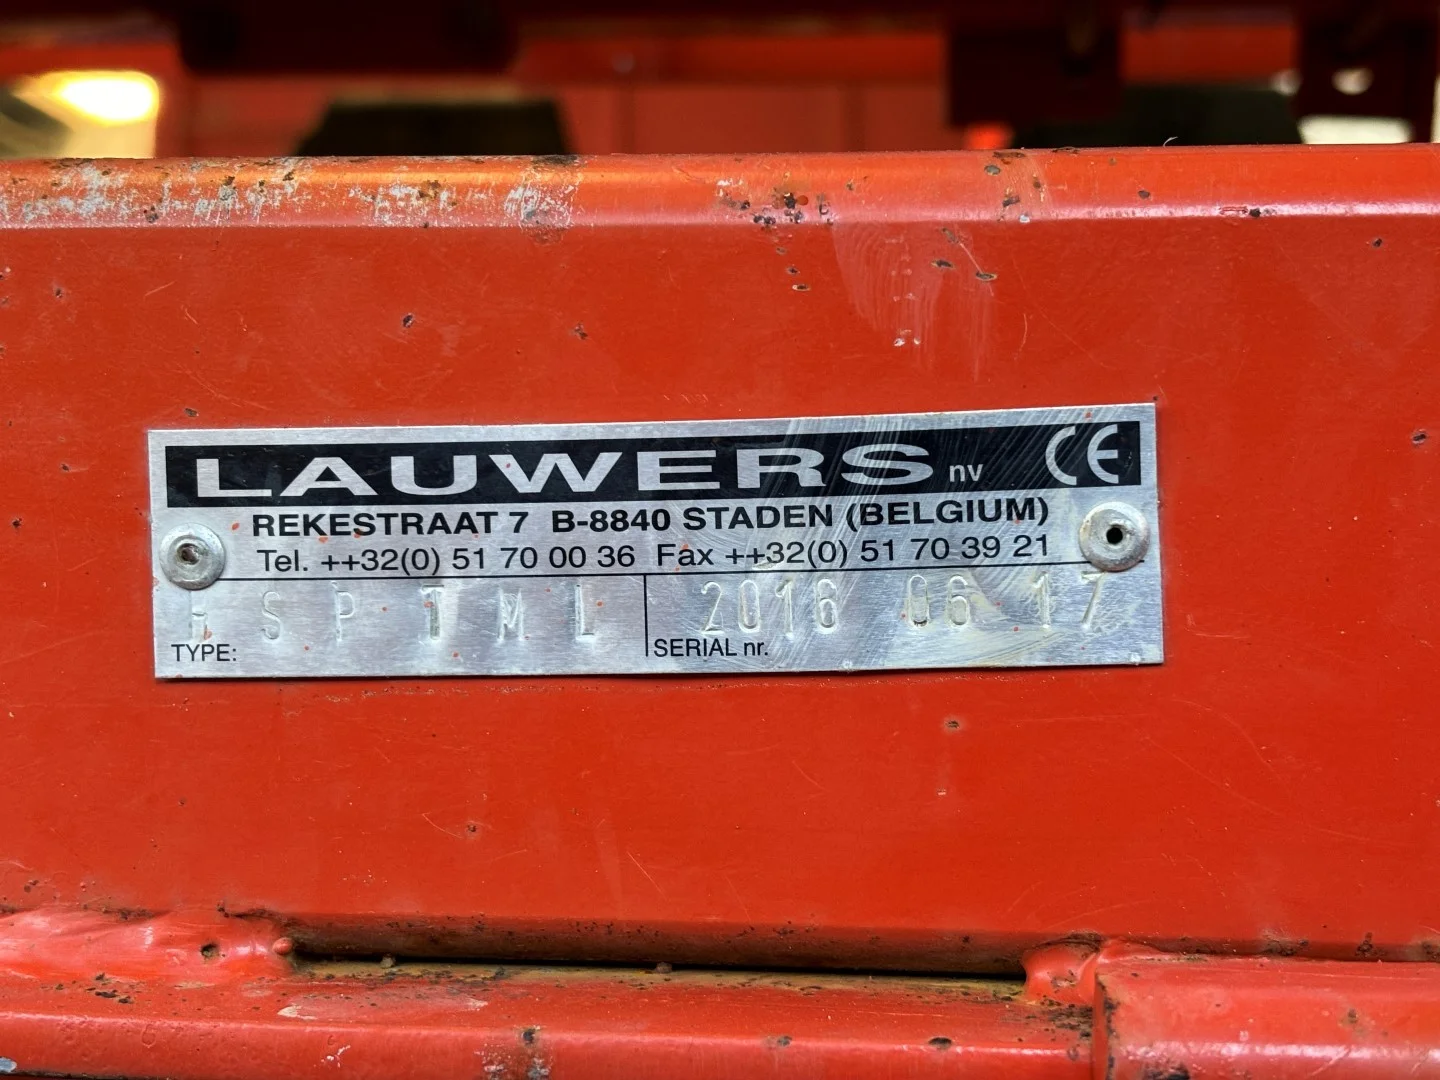 LAUWERS nv CE
REKESTRAAT 7 B-8840 STADEN (BELGIUM)
Tel. ++32(0) 51 70 00 36 Fax ++32(0) 51 70 39 21
TYPE: SPTML
SERIAL nr. 2016 06 17